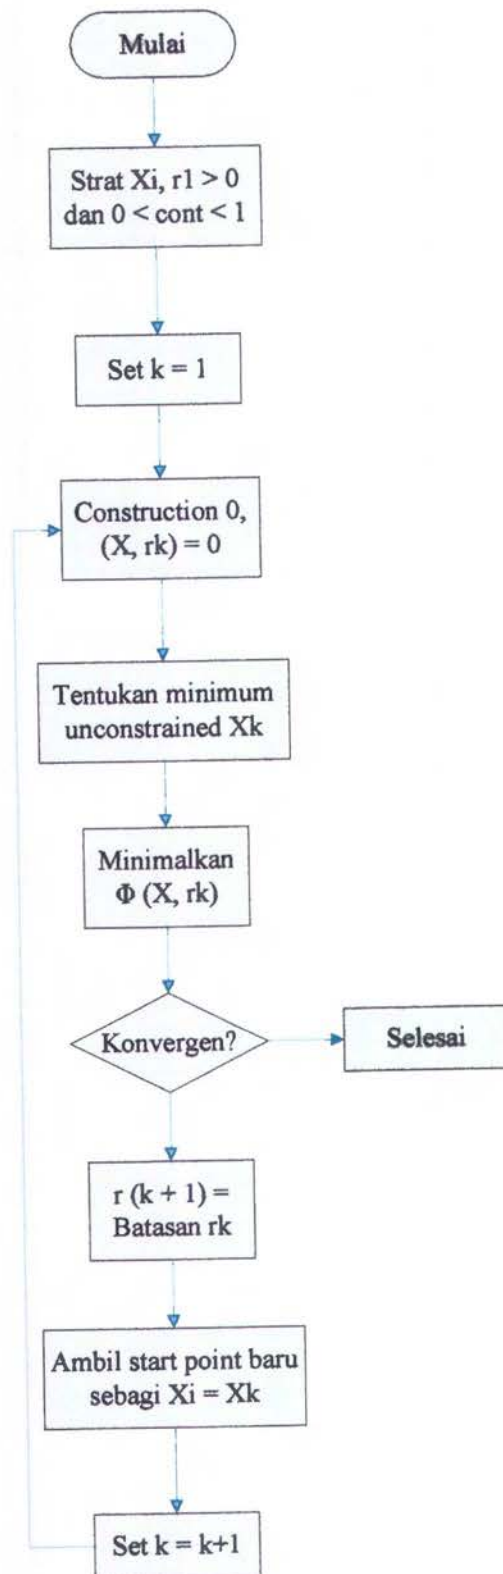 Mulai
Strat Xi, r1 > 0
dan 0 < cont < 1
Set k = 1
Construction 0,
(X, rk) = 0
Tentukan minimum
unconstrained Xk
Minimalkan
Φ (X, rk)
Konvergen?
Selesai
r (k + 1) =
Batasan rk
Ambil start point baru
sebagi Xi = Xk
Set k = k+1